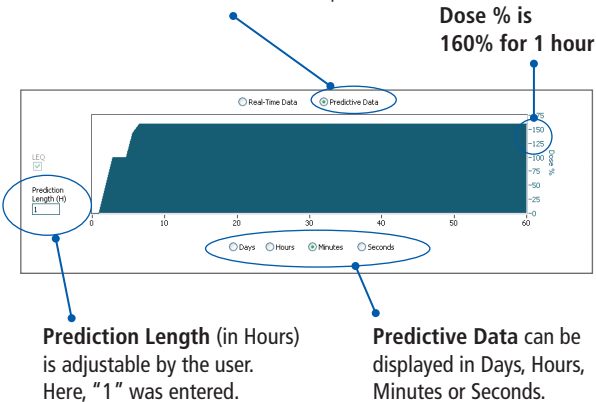 Dose % is
160% for 1 hour
Real-Time Data Predictive Data
175
150
125
100
75
50
25
0
Dose %
LEQ
Prediction
Length (H)
1
0 10 20 30 40 50 60
Days Hours Minutes Seconds
Prediction Length (in Hours)
is adjustable by the user.
Here, "1" was entered.
Predictive Data can be
displayed in Days, Hours,
Minutes or Seconds.